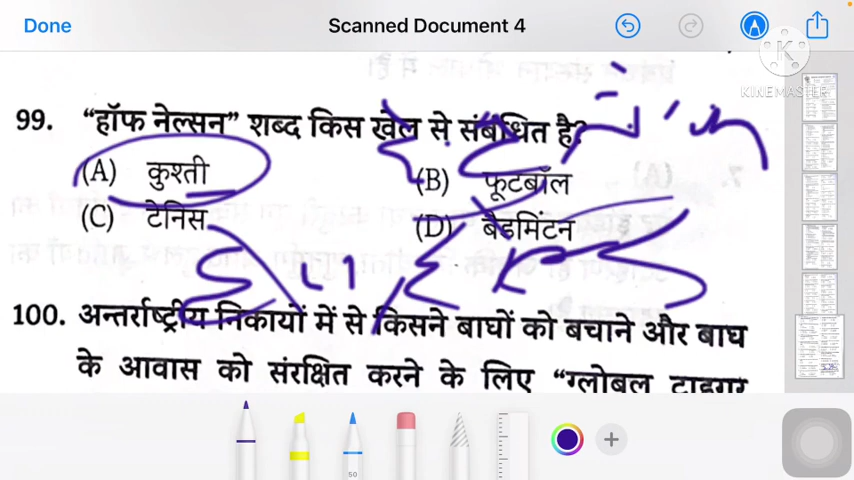 Done
Scanned Document 4
KINEMASTER
99. "हॉफ नेल्सन" शब्द किस खेल से संबंधित है?
(A) कुश्ती
(B) फूटबॉल
(C) टेनिस
(D) बैडमिंटन
100. अन्तर्राष्ट्रीय निकायों में से किसने बाघों को बचाने और बाघ
के आवास को संरक्षित करने के लिए "ग्लोबल टाइगर
50